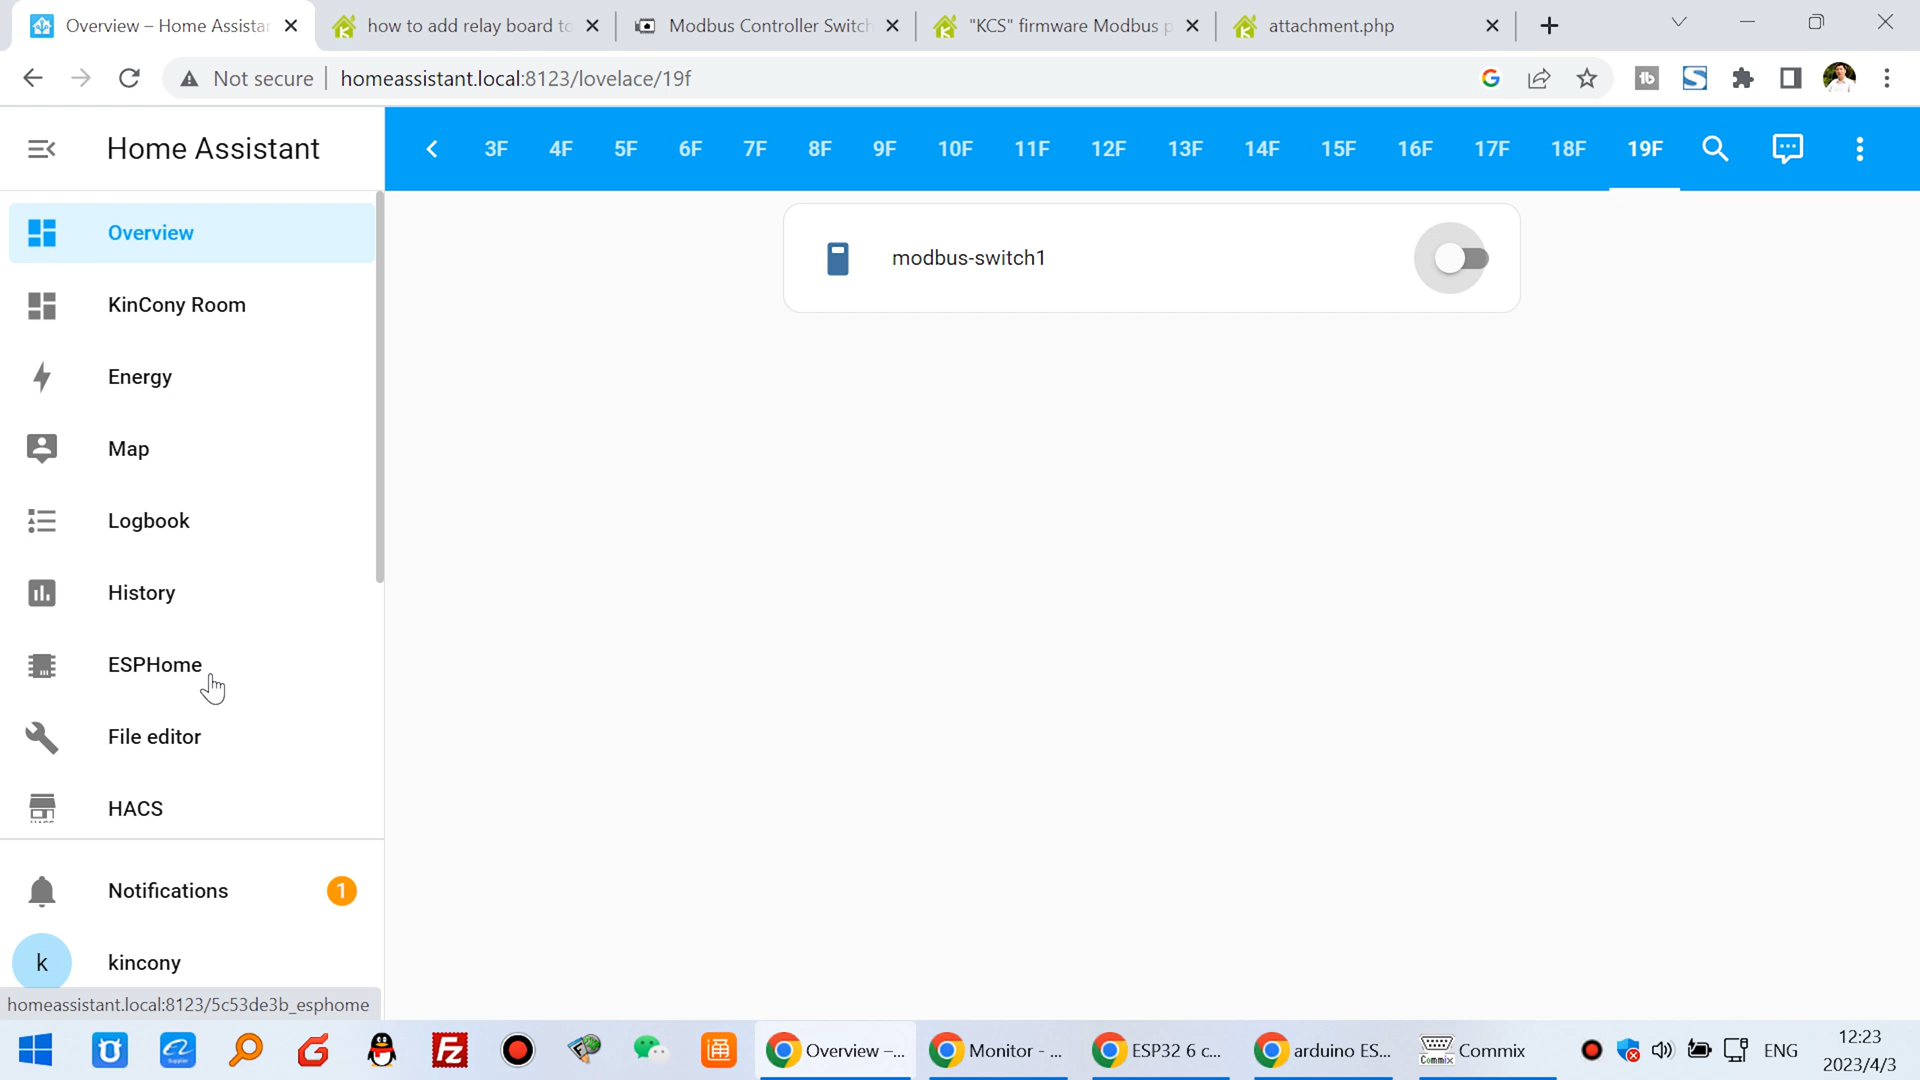 Overview – Home Assistan
how to add relay board to
Modbus Controller Switch
"KCS" firmware Modbus p
attachment.php
Not secure
homeassistant.local:8123/lovelace/19f
Home Assistant
3F 4F 5F 6F 7F 8F 9F 10F 11F 12F 13F 14F 15F 16F 17F 18F 19F
Overview
modbus-switch1
KinCony Room
Energy
Map
Logbook
History
ESPHome
File editor
HACS
Notifications
1
k
kincony
homeassistant.local:8123/5c53de3b_esphome
Overview –...
Monitor - ...
ESP32 6 c...
arduino ES...
Commix
ENG
12:23
2023/4/3